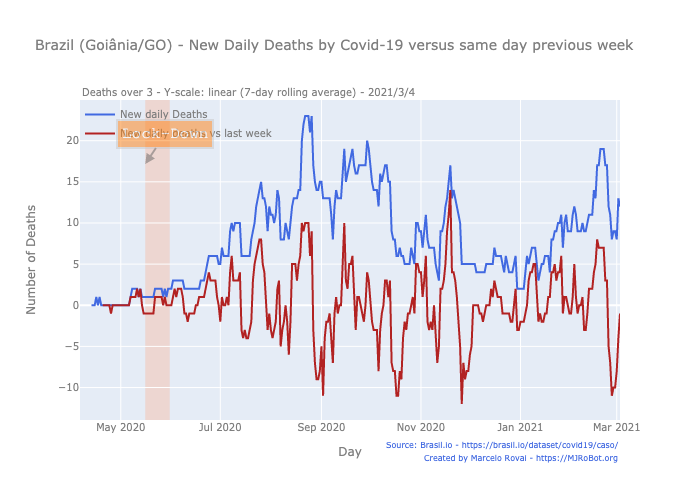 Brazil (Goiânia/GO) - New Daily Deaths by Covid-19 versus same day previous week
Deaths over 3 - Y-scale: linear (7-day rolling average) - 2021/3/4
New daily Deaths
New daily Deaths vs last week
Lock Down
20
15
10
5
0
−5
−10
Number of Deaths
May 2020
Jul 2020
Sep 2020
Nov 2020
Jan 2021
Mar 2021
Day
Source: Brasil.io - https://brasil.io/dataset/covid19/caso/
Created by Marcelo Rovai - https://MJRoBot.org